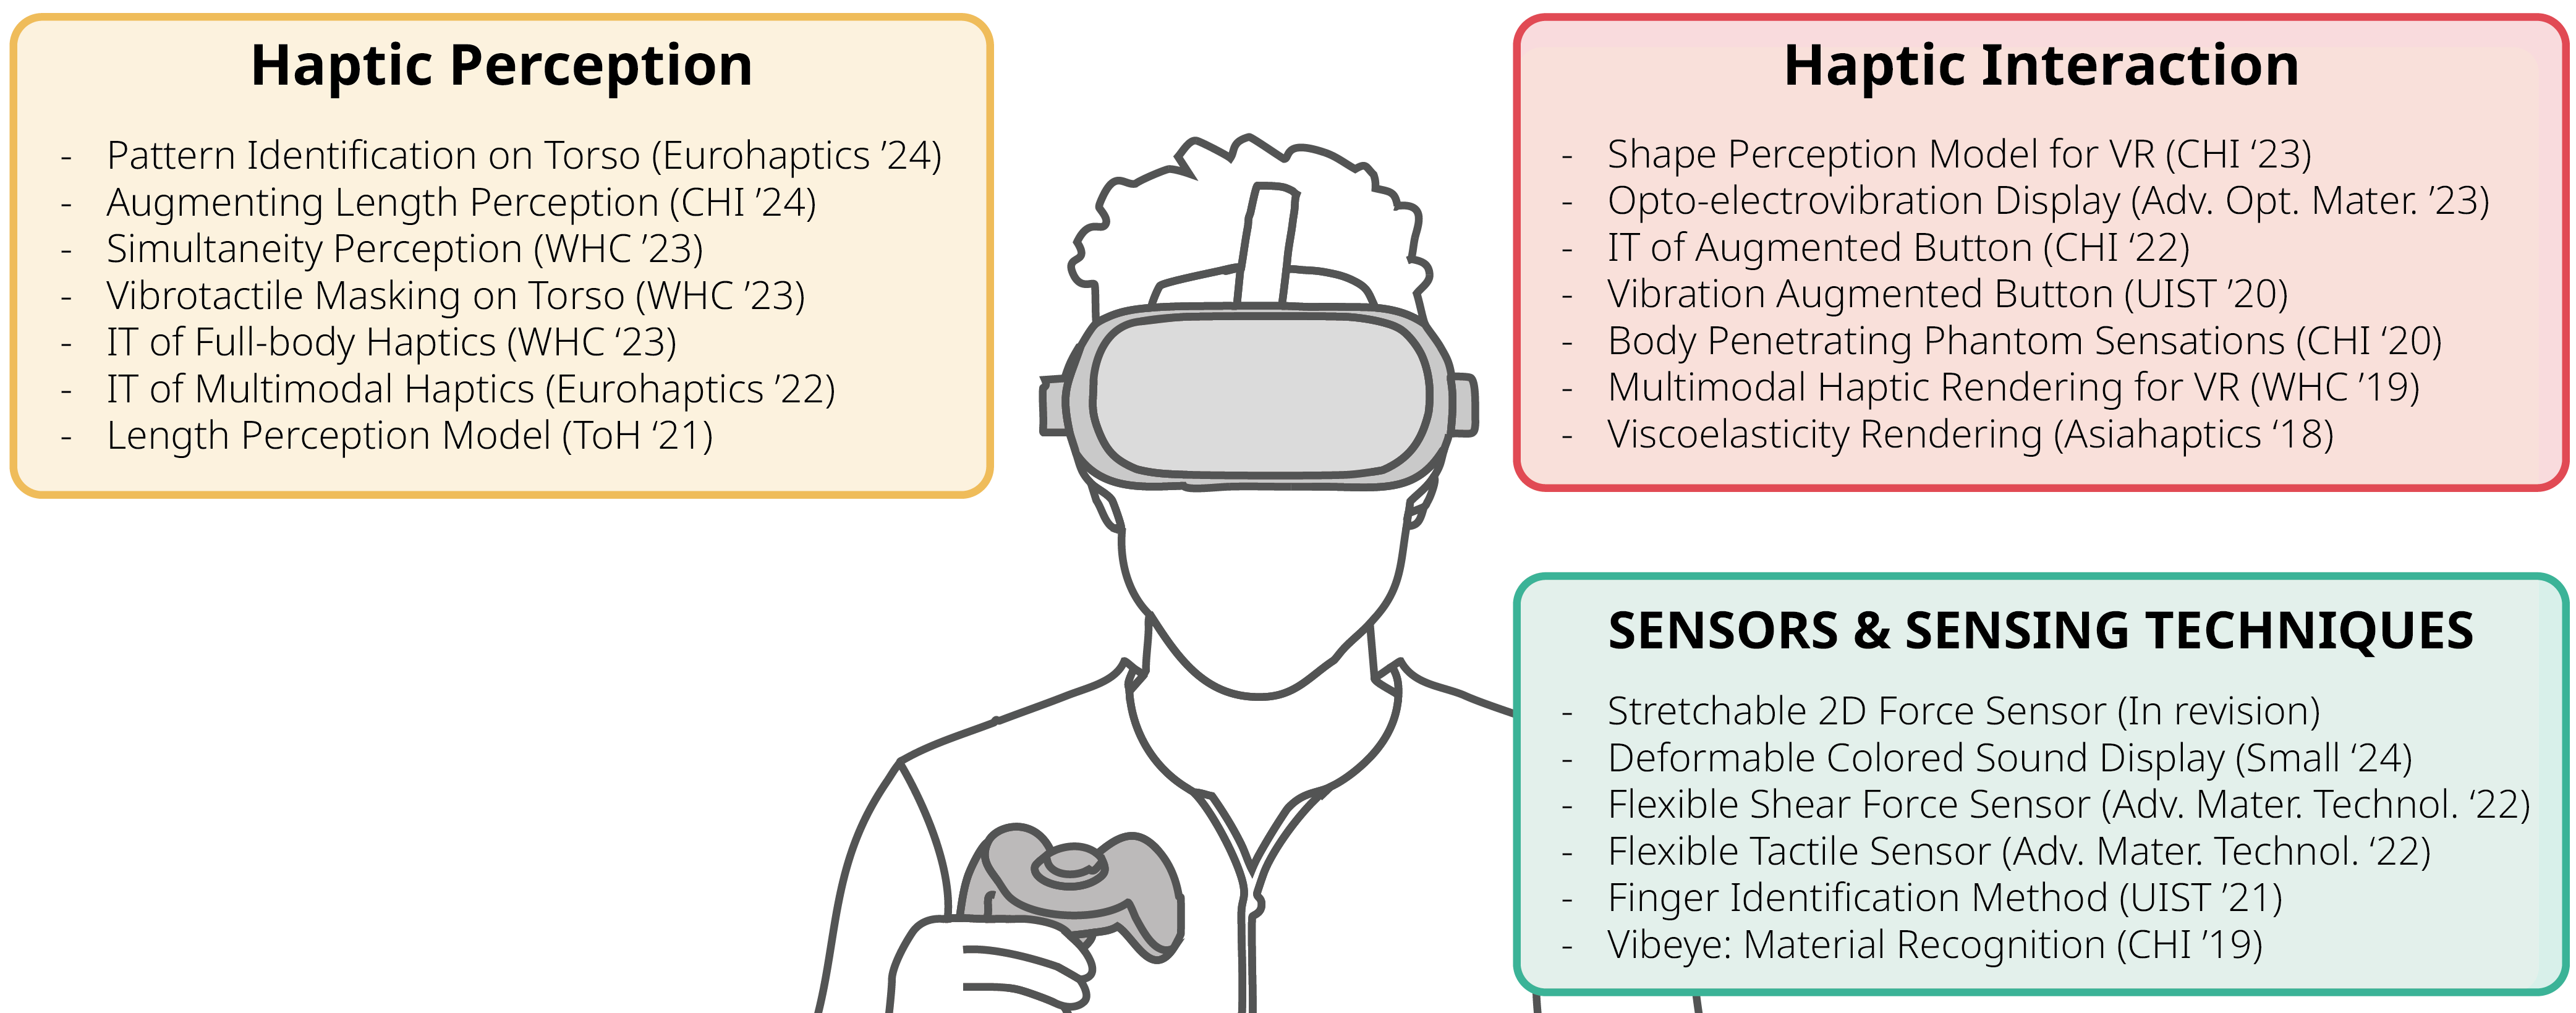 Haptic Perception
- Pattern Identification on Torso (Eurohaptics ’24)
- Augmenting Length Perception (CHI ’24)
- Simultaneity Perception (WHC ’23)
- Vibrotactile Masking on Torso (WHC ’23)
- IT of Full-body Haptics (WHC ‘23)
- IT of Multimodal Haptics (Eurohaptics ’22)
- Length Perception Model (ToH ‘21)
Haptic Interaction
- Shape Perception Model for VR (CHI ‘23)
- Opto-electrovibration Display (Adv. Opt. Mater. ’23)
- IT of Augmented Button (CHI ‘22)
- Vibration Augmented Button (UIST ’20)
- Body Penetrating Phantom Sensations (CHI ‘20)
- Multimodal Haptic Rendering for VR (WHC ’19)
- Viscoelasticity Rendering (Asiahaptics ‘18)
SENSORS & SENSING TECHNIQUES
- Stretchable 2D Force Sensor (In revision)
- Deformable Colored Sound Display (Small ‘24)
- Flexible Shear Force Sensor (Adv. Mater. Technol. ‘22)
- Flexible Tactile Sensor (Adv. Mater. Technol. ‘22)
- Finger Identification Method (UIST ’21)
- Vibeye: Material Recognition (CHI ’19)